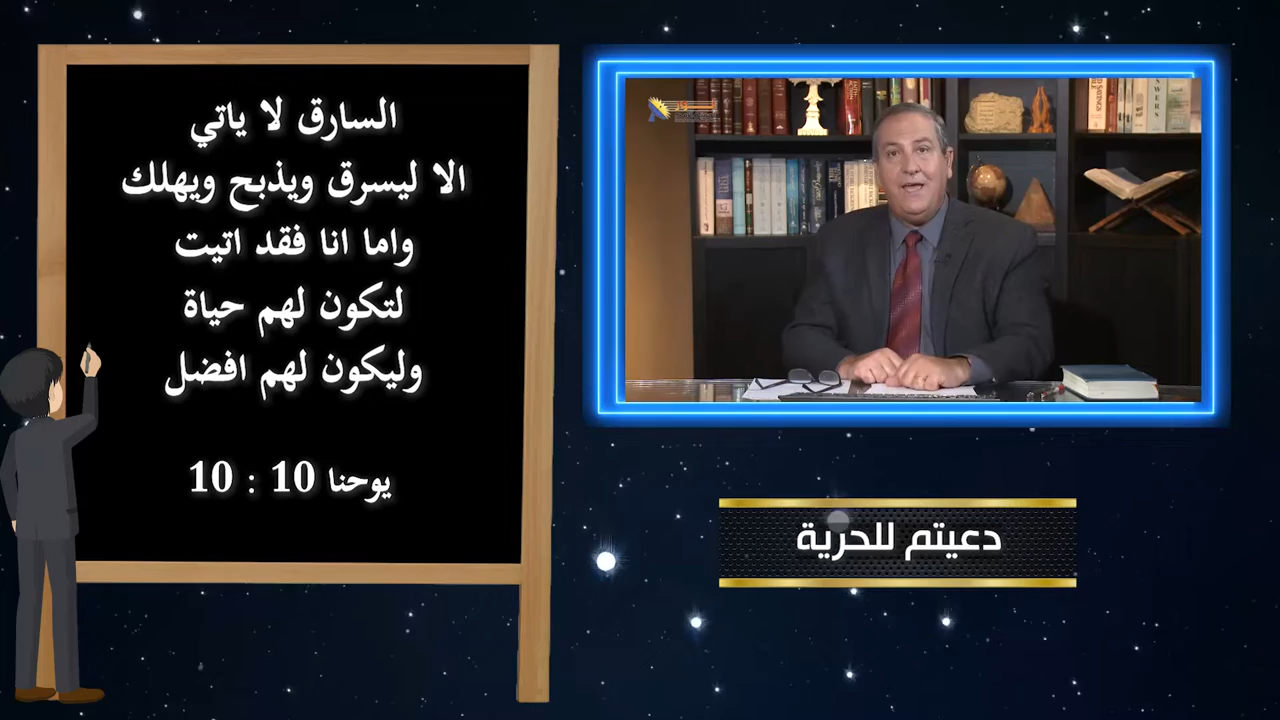 السارق لا ياتي
الا ليسرق ويذبح ويهلك
واما انا فقد اتيت
لتكون لهم حياة
وليكون لهم افضل
يوحنا 10 : 10
دعيتم للحرية